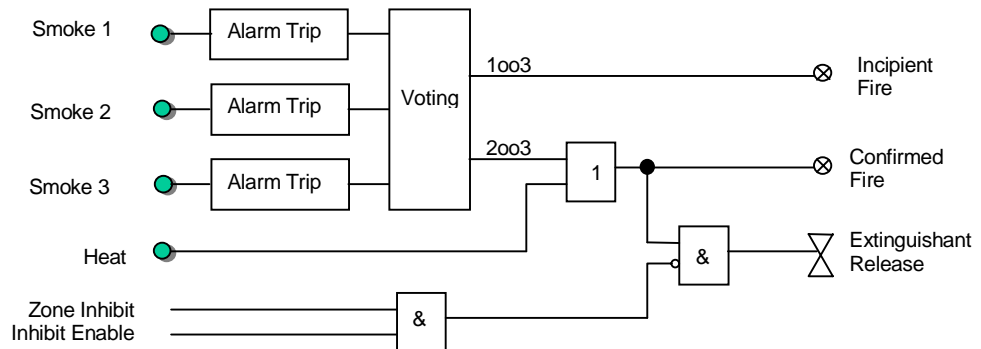 Smoke 1
Alarm Trip
Smoke 2
Alarm Trip
Smoke 3
Alarm Trip
Heat
Zone Inhibit
Inhibit Enable
Voting
1oo3
2oo3
1
&
&
Incipient
Fire
Confirmed
Fire
Extinguishant
Release